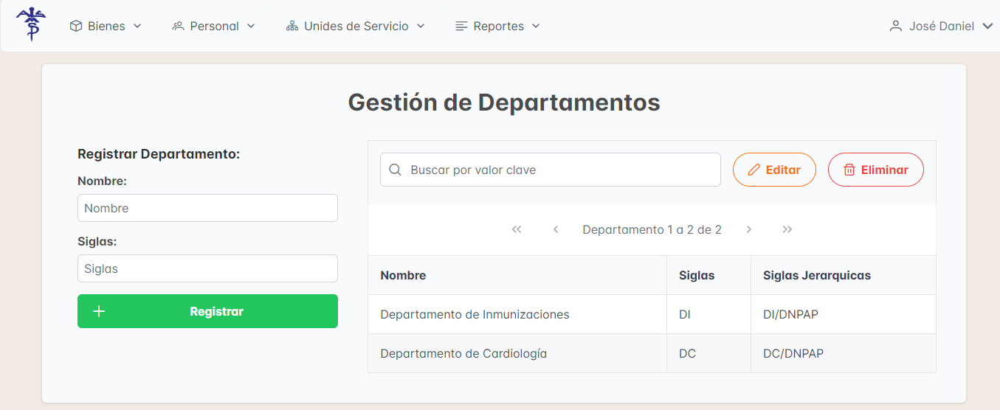 Bienes Personal Unides de Servicio Reportes José Daniel
Gestión de Departamentos
Registrar Departamento:
Nombre:
Nombre
Siglas:
Siglas
Registrar
Buscar por valor clave Editar Eliminar
Departamento 1 a 2 de 2
Nombre Siglas Siglas Jerarquicas
Departamento de Inmunizaciones DI DI/DNPAP
Departamento de Cardiología DC DC/DNPAP